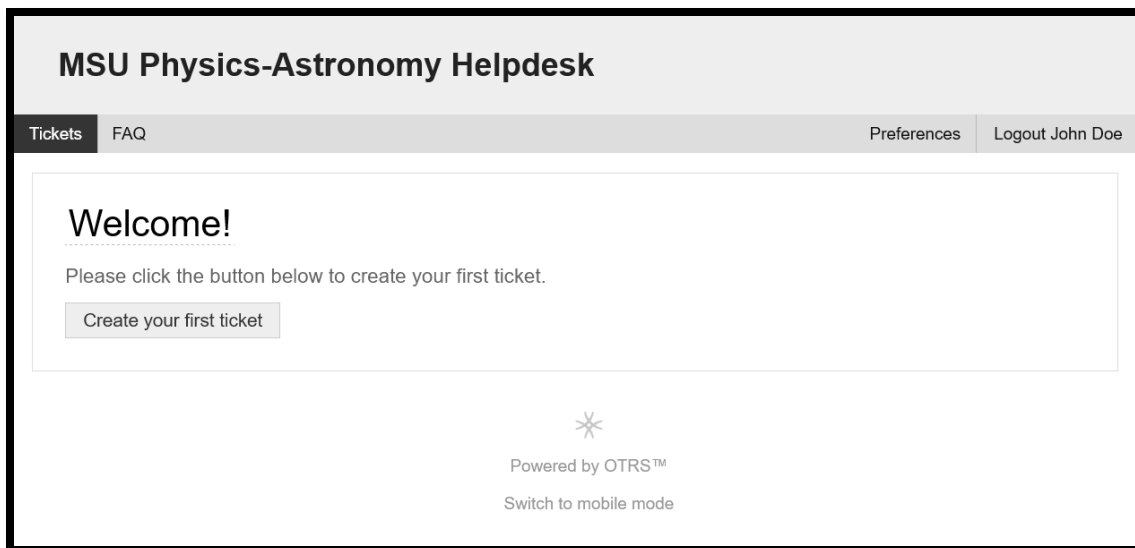 MSU Physics-Astronomy Helpdesk
Tickets FAQ Preferences Logout John Doe
Welcome!
Please click the button below to create your first ticket.
Create your first ticket
Powered by OTRS™
Switch to mobile mode